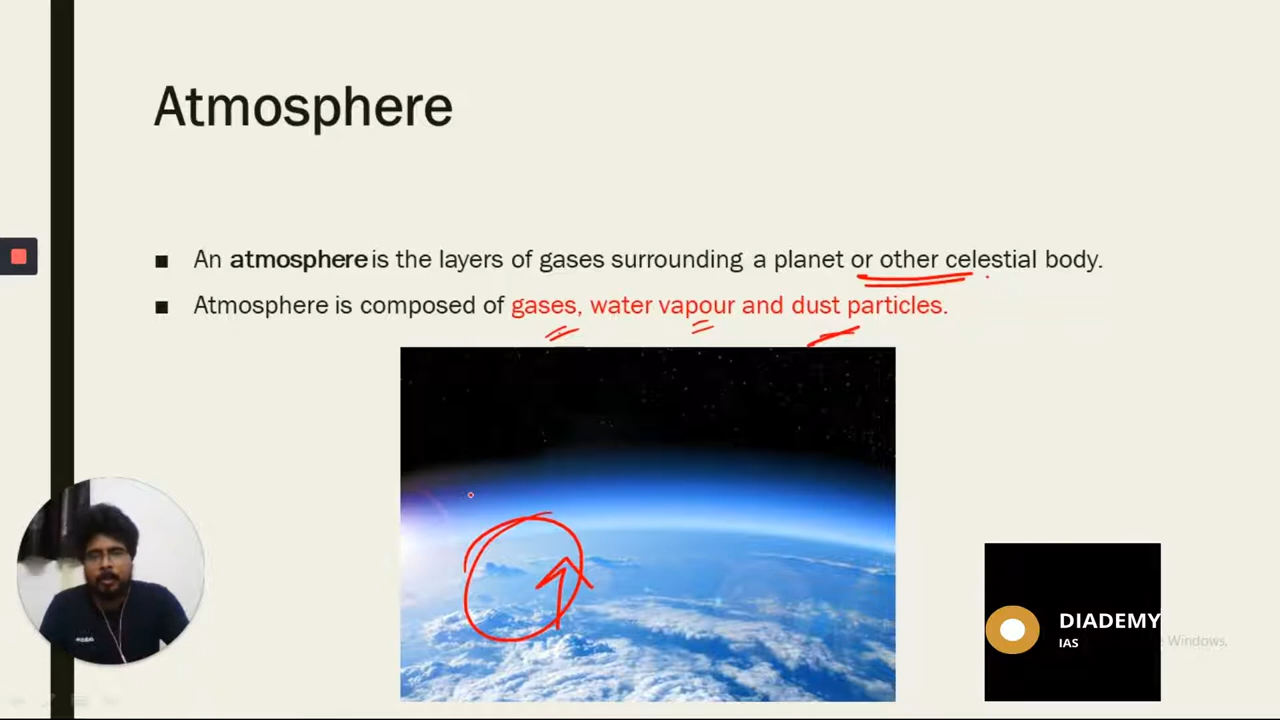 Atmosphere
■ An atmosphere is the layers of gases surrounding a planet or other celestial body.
■ Atmosphere is composed of gases, water vapour and dust particles.
DIADEMY
IAS
Windows,